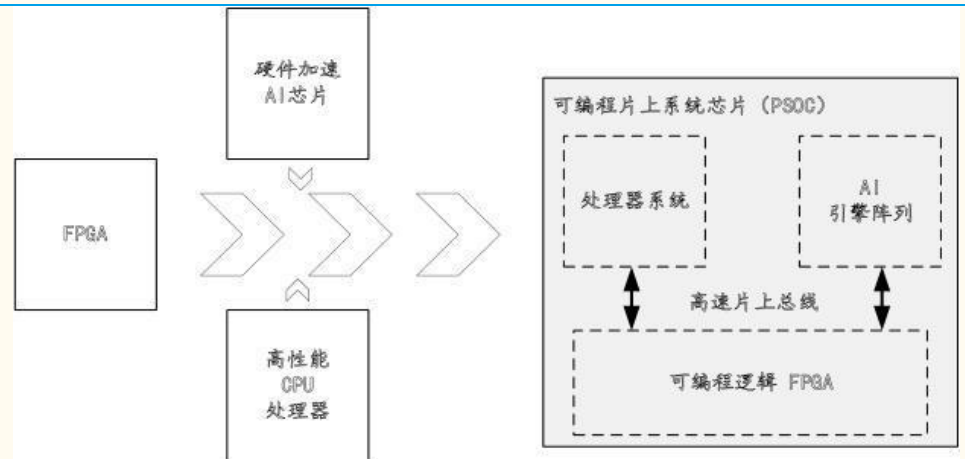 硬件加速
AI芯片
FPGA
高性能
CPU
处理器
可编程片上系统芯片 (PSOC)
处理器系统
AI
引擎阵列
高速片上总线
可编程逻辑 FPGA